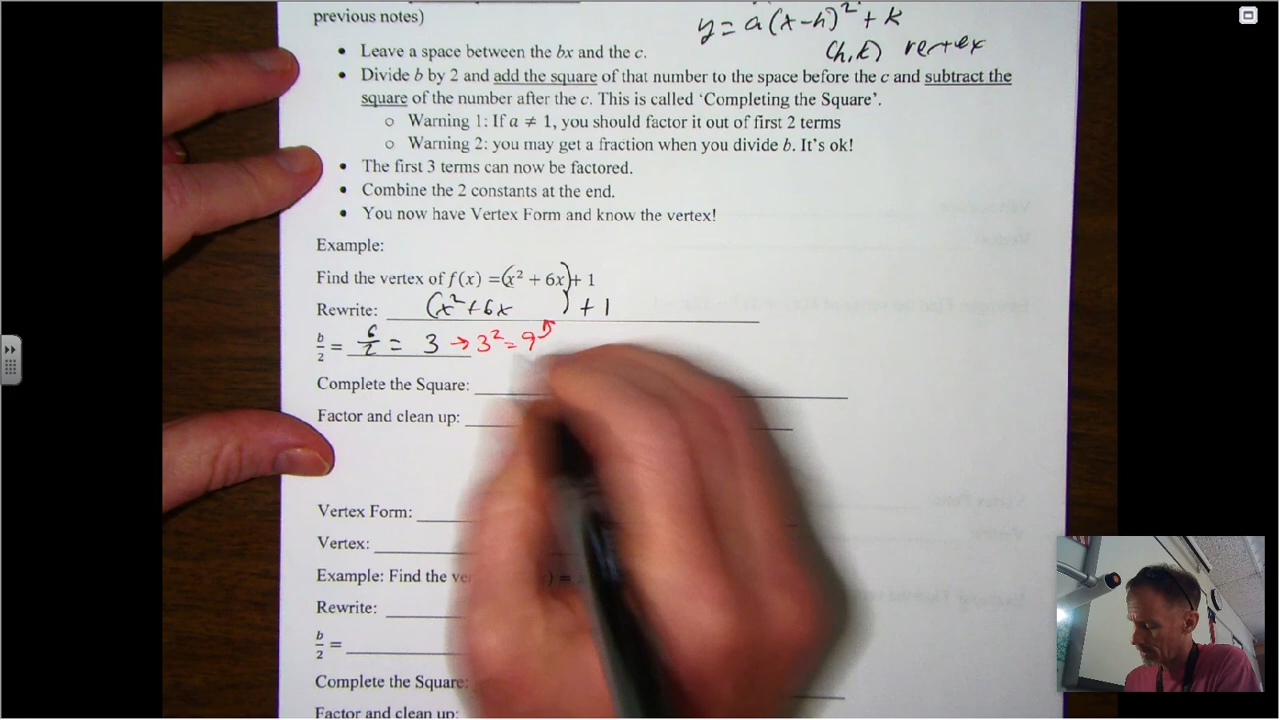 previous notes)
y = a(x-h)² + k
(h,k) vertex
• Leave a space between the bx and the c.
• Divide b by 2 and add the square of that number to the space before the c and subtract the
square of the number after the c. This is called ‘Completing the Square’.
o Warning 1: If a ≠ 1, you should factor it out of first 2 terms
o Warning 2: you may get a fraction when you divide b. It’s ok!
• The first 3 terms can now be factored.
• Combine the 2 constants at the end.
• You now have Vertex Form and know the vertex!
Example:
Find the vertex of f(x) = (x² + 6x) + 1
Rewrite: (x² + 6x ) + 1
b/2 = 6/2 = 3 → 3² = 9
Complete the Square:
Factor and clean up:
Vertex Form:
Vertex:
Example: Find the
Rewrite:
b/2 =
Complete the Square:
Factor and clean up: